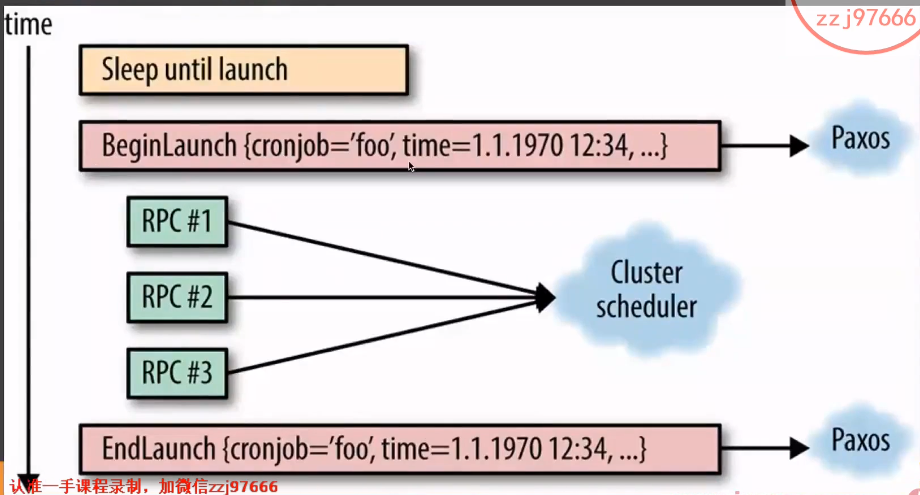 zzj97666
time
Sleep until launch
BeginLaunch {cronjob=‘foo’, time=1.1.1970 12:34, ...}
Paxos
RPC #1
RPC #2
RPC #3
Cluster
scheduler
EndLaunch {cronjob=‘foo’, time=1.1.1970 12:34, ...}
Paxos
认准一手课程录制，加微信zzj97666